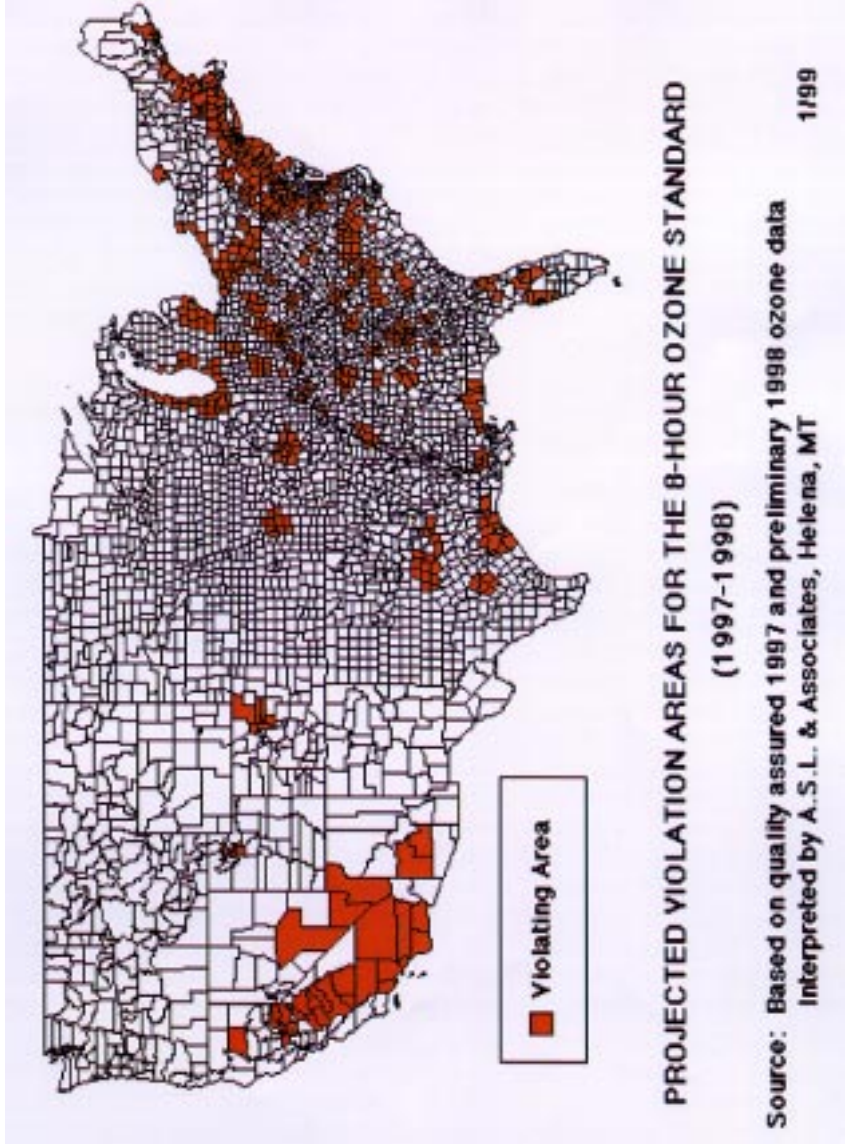 Violating Area
PROJECTED VIOLATION AREAS FOR THE 8-HOUR OZONE STANDARD
(1997-1998)
Source: Based on quality assured 1997 and preliminary 1998 ozone data
Interpreted by A.S.L. & Associates, Helena, MT 1/99